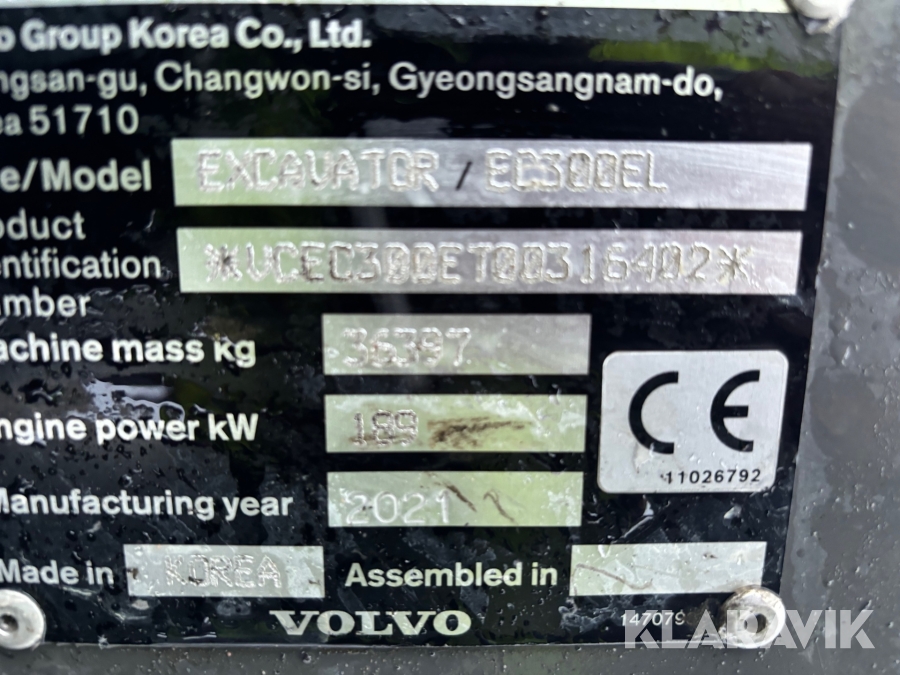 o Group Korea Co., Ltd.
ngsan-gu, Changwon-si, Gyeongsangnam-do,
ea 51710
e/Model EXCAVATOR / EC300EL
oduct
entification *VCEC300ET00316402*
umber
achine mass kg 36397
ngine power kW 189
Manufacturing year 2021
Made in KOREA Assembled in
CE
11026792
VOLVO
147079
KLARAVIK